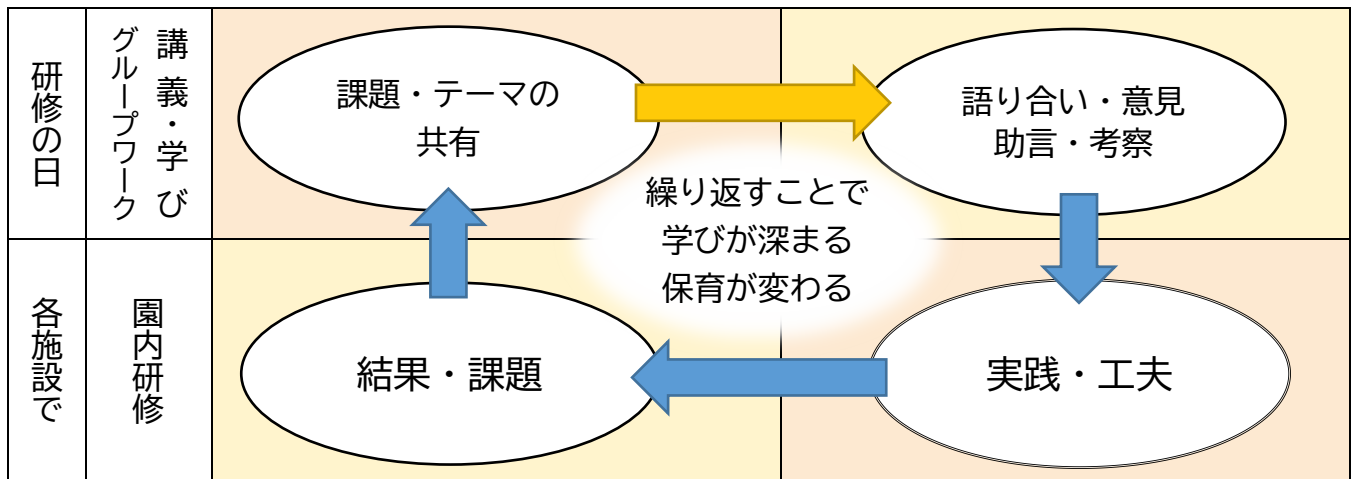 研修の日
講義・学び
グループワーク
課題・テーマの
共有
語り合い・意見
助言・考察
繰り返すことで
学びが深まる
保育が変わる
各施設で
園内研修
結果・課題
実践・工夫